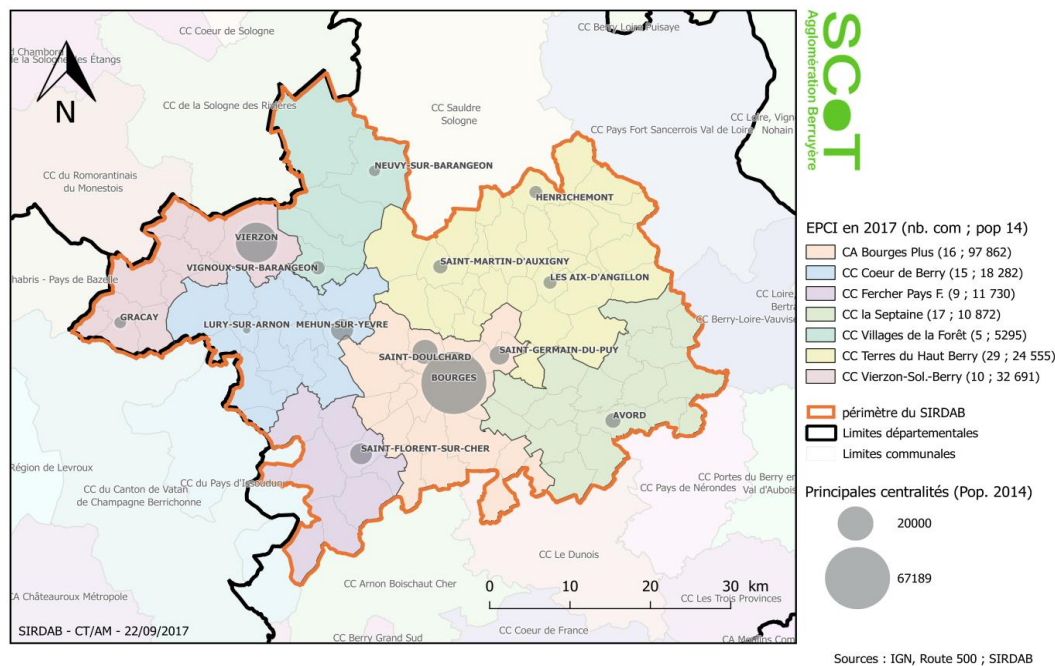 CC Coeur de Sologne
CC Berry Loire Puisaye
d Chambord
de la Sologne des Étangs
N
CC de la Sologne des Rivières
CC Sauldre
Sologne
CC Loire, Vign
Nohain
CC Pays Fort Sancerrois Val de Loire
CC du Romorantinais
du Monestois
NEUVY-SUR-BARANGEON
HENRICHEMONT
VIERZON
VIGNOUX-SUR-BARANGEON
SAINT-MARTIN-D'AUXIGNY
LES AIX-D'ANGILLON
Chabris - Pays de Bazelle
CC Loire,
Bertra
CC Berry-Loire-Vauvise
GRACAY
LURY-SUR-ARNON
MEHUN-SUR-YEVRE
SAINT-DOULCHARD
SAINT-GERMAIN-DU-PUY
BOURGES
AVORD
SAINT-FLORENT-SUR-CHER
Région de Levroux
CC du Canton de Vatan
de Champagne Berrichonne
CC du Pays d'Issoudun
CC Pays de Nérondes
CC Portes du Berry en
Val d'Aubois
CC Le Dunois
CC Arnon Boischaut Cher
CA Châteauroux Métropole
CC Les Trois Provinces
CC Berry Grand Sud
CC Coeur de France
CA Moulins Com
0 10 20 30 km
SIRDAB - CT/AM - 22/09/2017
SCoT
Agglomération Berruyère
EPCI en 2017 (nb. com ; pop 14)
CA Bourges Plus (16 ; 97 862)
CC Coeur de Berry (15 ; 18 282)
CC Fercher Pays F. (9 ; 11 730)
CC la Septaine (17 ; 10 872)
CC Villages de la Forêt (5 ; 5295)
CC Terres du Haut Berry (29 ; 24 555)
CC Vierzon-Sol.-Berry (10 ; 32 691)
périmètre du SIRDAB
Limites départementales
Limites communales
Principales centralités (Pop. 2014)
20000
67189
Sources : IGN, Route 500 ; SIRDAB